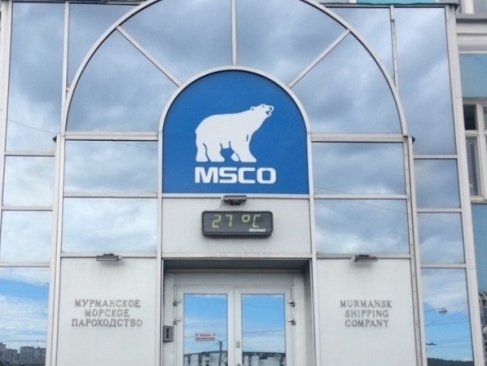 MSCO
27 °C
МУРМАНСКОЕ
МОРСКОЕ
ПАРОХОДСТВО
MURMANSK
SHIPPING
COMPANY